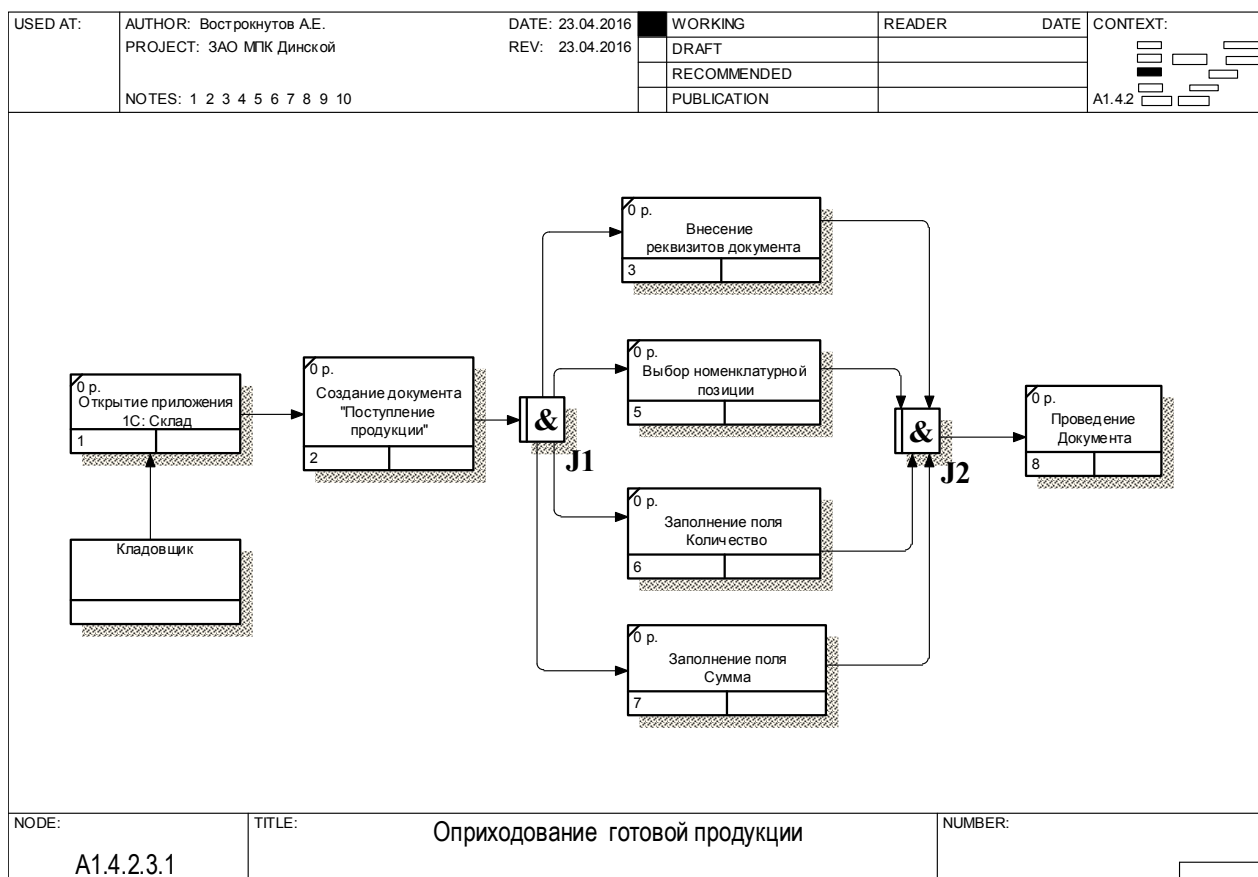 USED AT:
AUTHOR: Вострокнутов А.Е.
DATE: 23.04.2016
PROJECT: ЗАО МПК Динской
REV: 23.04.2016
NOTES: 1 2 3 4 5 6 7 8 9 10
WORKING
DRAFT
RECOMMENDED
PUBLICATION
READER
DATE
CONTEXT:
A1.4.2
0 р.
Открытие приложения
1С: Склад
1
Кладовщик
0 р.
Создание документа
"Поступление
продукции"
2
&
J1
0 р.
Внесение
реквизитов документа
3
0 р.
Выбор номенклатурной
позиции
5
0 р.
Заполнение поля
Количество
6
0 р.
Заполнение поля
Сумма
7
&
J2
0 р.
Проведение
Документа
8
NODE:
A1.4.2.3.1
TITLE:
Оприходование готовой продукции
NUMBER: